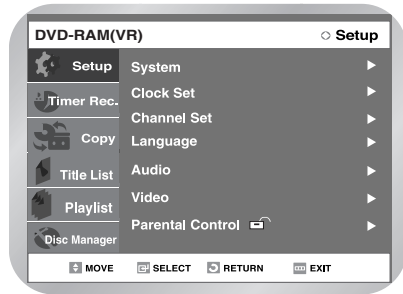 DVD-RAM(VR) Setup
Setup
Timer Rec.
Copy
Title List
Playlist
Disc Manager
System
Clock Set
Channel Set
Language
Audio
Video
Parental Control
MOVE SELECT RETURN EXIT